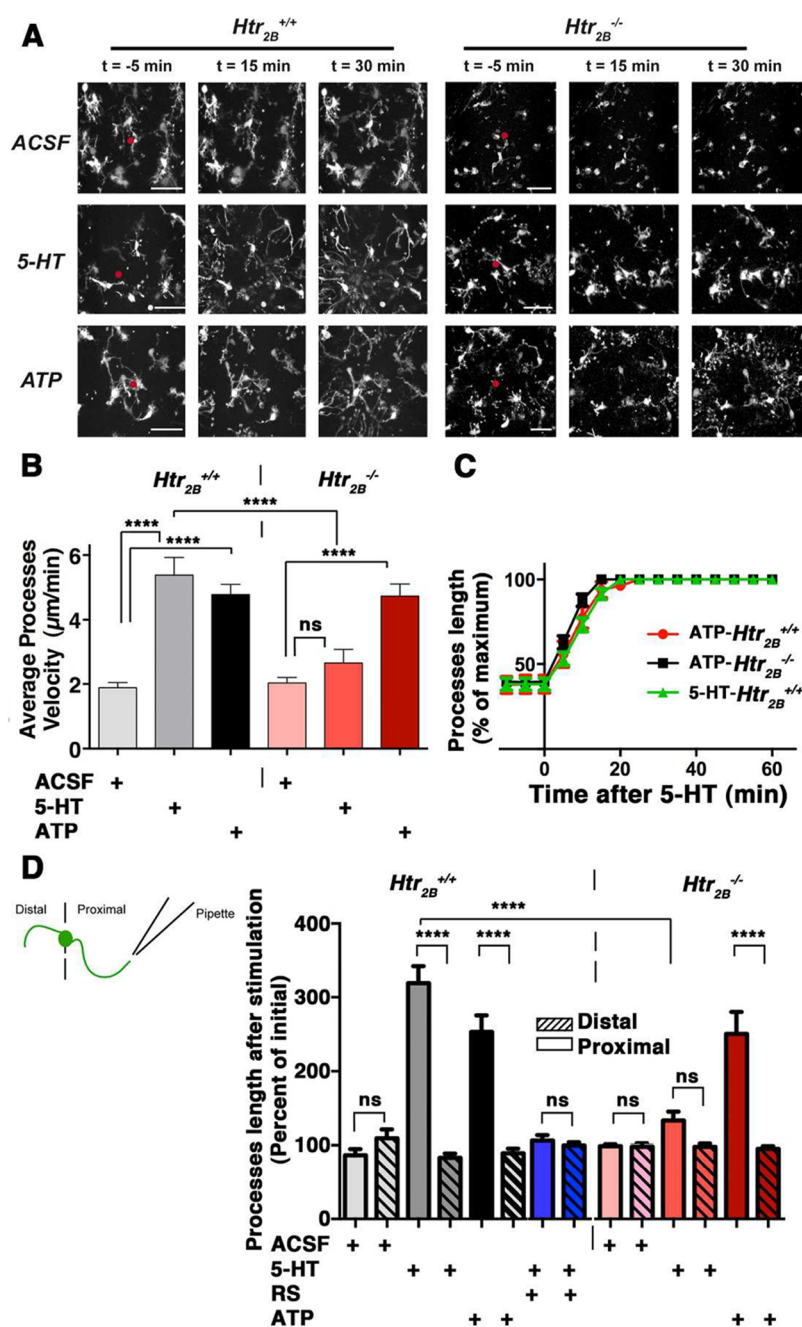 A
Htr2B+/+ Htr2B-/-
t = -5 min t = 15 min t = 30 min t = -5 min t = 15 min t = 30 min
ACSF
5-HT
ATP
B
Htr2B+/+ | Htr2B-/-
****
****
****
****
ns
Average Processes
Velocity (µm/min)
6
4
2
0
ACSF + | +
5-HT + +
ATP + +
C
Processes length
(% of maximum)
100
50
ATP-Htr2B+/+
ATP-Htr2B-/-
5-HT-Htr2B+/+
0 20 40 60
Time after 5-HT (min)
D
Distal Proximal
Pipette
Htr2B+/+ | Htr2B-/-
****
**** **** ****
Processes length after stimulation
(Percent of initial)
400
300
200
100
0
Distal
Proximal
ns ns ns ns
ACSF + + | + +
5-HT + + + + + +
RS + +
ATP + + + +